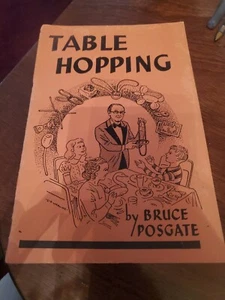 TABLE
HOPPING
by BRUCE
POSGATE